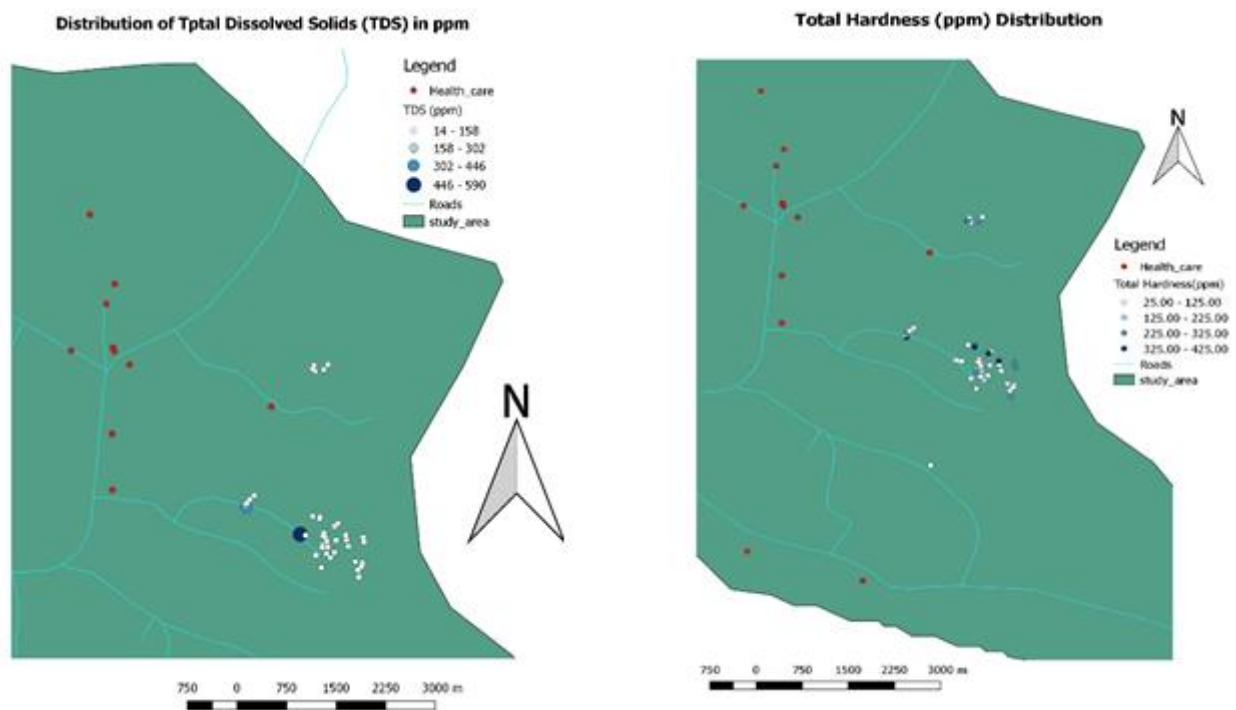 Distribution of Tptal Dissolved Solids (TDS) in ppm
Legend
Health_care
TDS (ppm)
14 - 158
158 - 302
302 - 446
446 - 590
Roads
study_area
N
750 0 750 1500 2250 3000 m
Total Hardness (ppm) Distribution
N
Legend
Health_care
Total Hardness(ppm)
25.00 - 125.00
125.00 - 225.00
225.00 - 325.00
325.00 - 425.00
Roads
study_area
750 0 750 1500 2250 3000 m